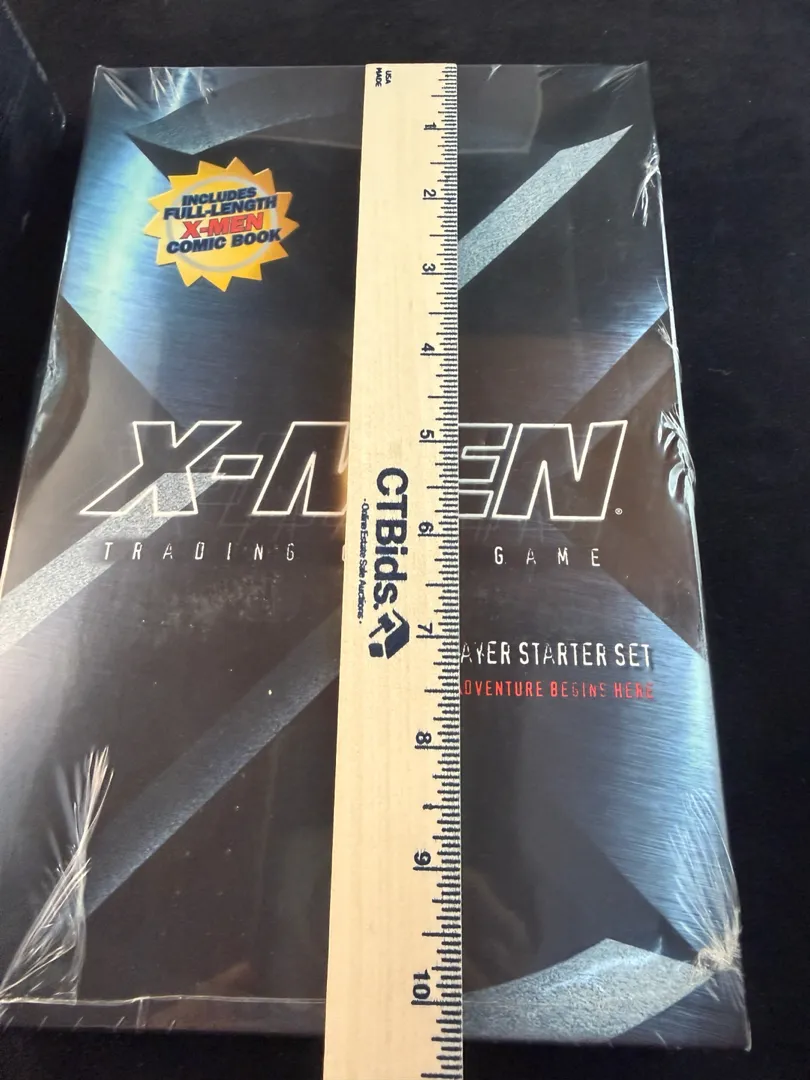 USA
MADE
INCLUDES
FULL-LENGTH
X-MEN
COMIC BOOK
1
2
3
4
5
6
7
8
9
10
X-MEN®
TRADING C GAME
CTBids.
- Online Estate Sale Auctions -
AYER STARTER SET
DVENTURE BEGINS HERE